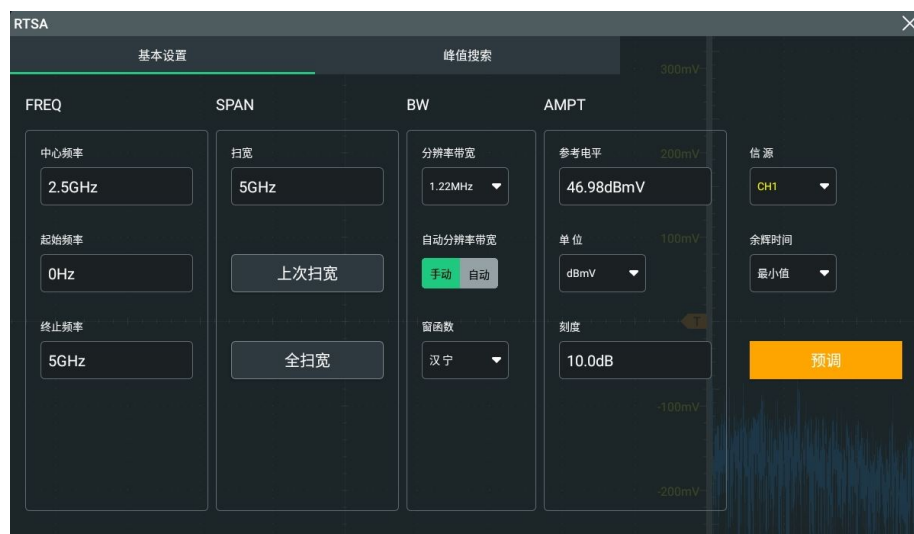 RTSA
基本设置
峰值搜索
300mV
FREQ
SPAN
BW
AMPT
中心频率
扫宽
分辨率带宽
参考电平
200mV
信源
2.5GHz
5GHz
1.22MHz
46.98dBmV
CH1
起始频率
自动分辨率带宽
单位
100mV
余辉时间
0Hz
上次扫宽
手动
自动
dBmV
最小值
终止频率
窗函数
刻度
T
5GHz
全扫宽
汉宁
10.0dB
预调
-100mV
-200mV